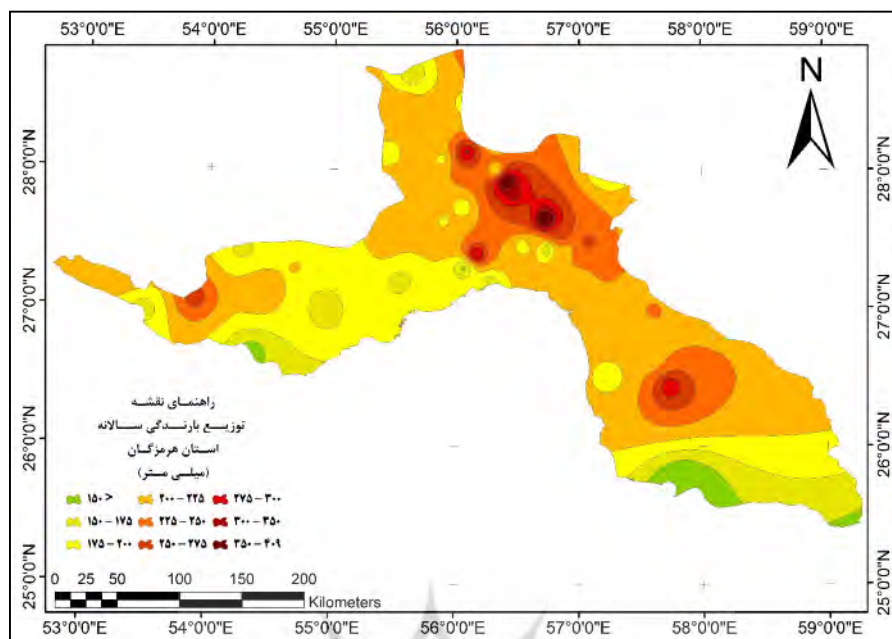 53°0'0"E 54°0'0"E 55°0'0"E 56°0'0"E 57°0'0"E 58°0'0"E 59°0'0"E
N
28°0'0"N 28°0'0"N
27°0'0"N 27°0'0"N
26°0'0"N 26°0'0"N
25°0'0"N 25°0'0"N
راهنمای نقشه
توزیع بارندگی سالانه
استان هرمزگان
(میلی متر)
۱۵۰ > ۲۰۰ - ۲۲۵ ۲۷۵ - ۳۰۰
۱۵۰ - ۱۷۵ ۲۲۵ - ۲۵۰ ۳۰۰ - ۳۵۰
۱۷۵ - ۲۰۰ ۲۵۰ - ۲۷۵ ۳۵۰ - ۴۰۹
0 25 50 100 150 200
Kilometers
53°0'0"E 54°0'0"E 55°0'0"E 56°0'0"E 57°0'0"E 58°0'0"E 59°0'0"E